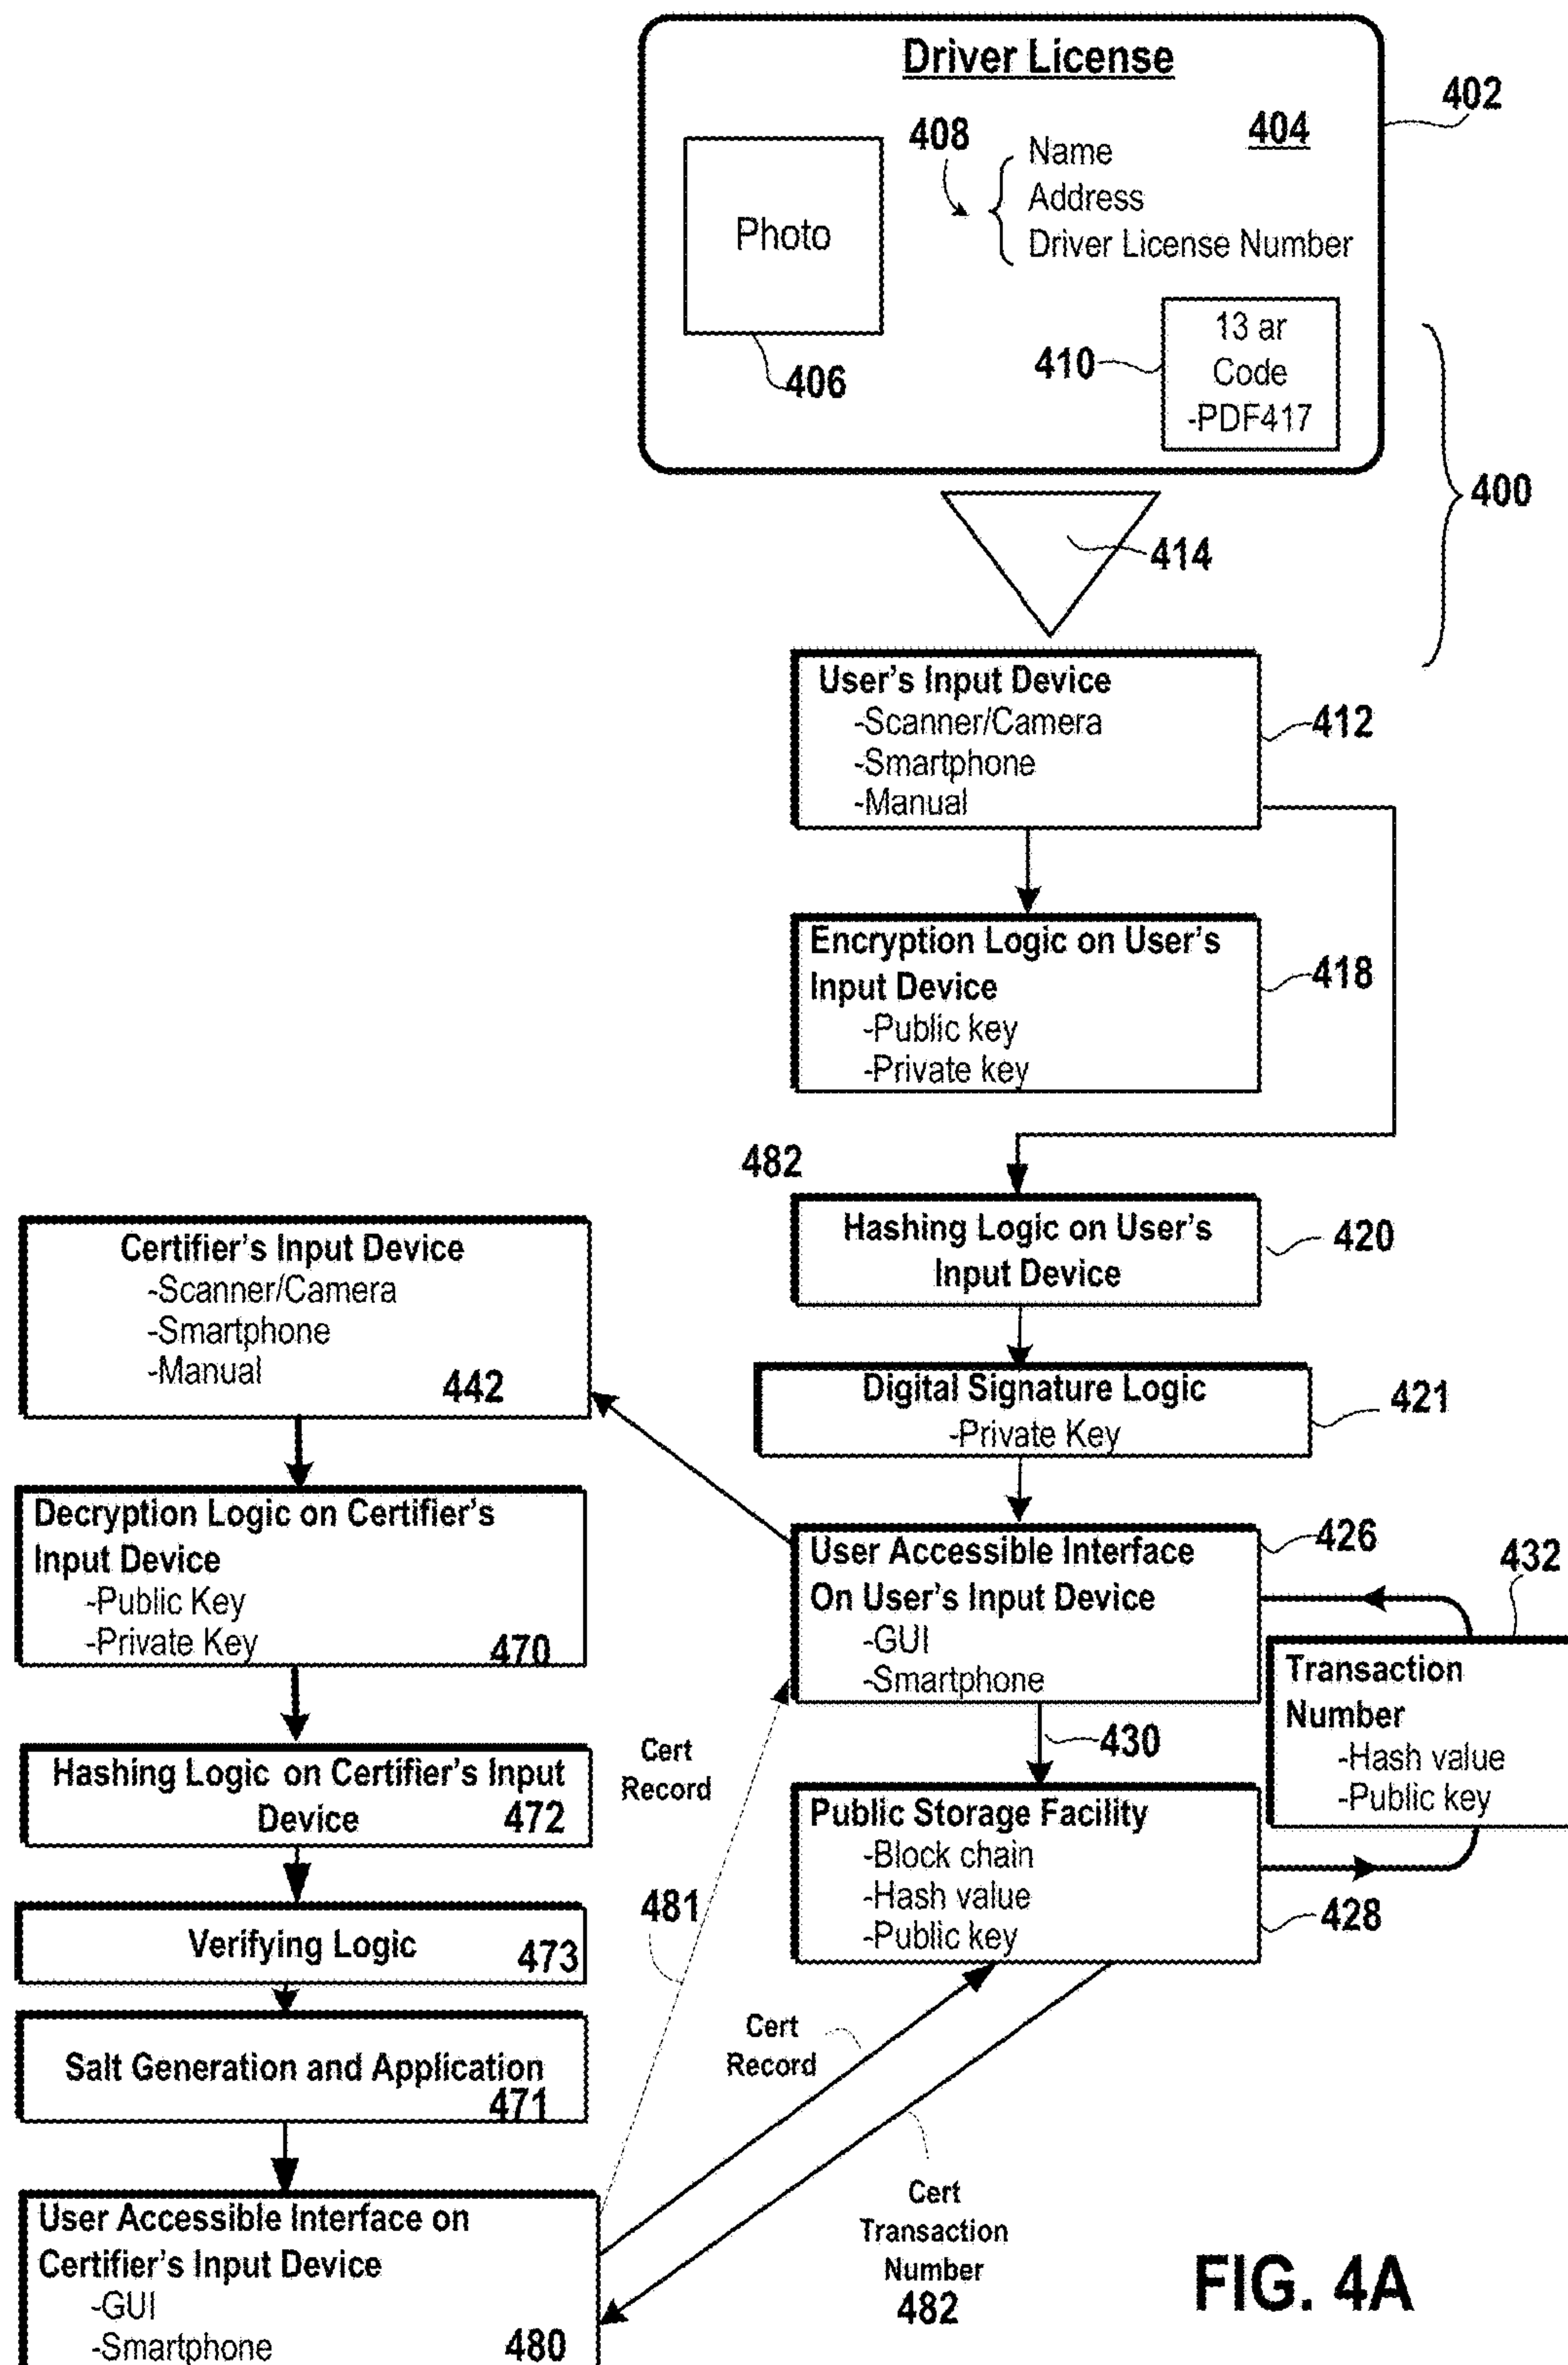 Driver License
402
404
408
Name
Address
Driver License Number
Photo
406
410
13 ar
Code
-PDF417
400
414
User's Input Device
-Scanner/Camera
-Smartphone
-Manual
412
Encryption Logic on User's
Input Device
-Public key
-Private key
418
482
Hashing Logic on User's
Input Device
420
Digital Signature Logic
-Private Key
421
User Accessible Interface
On User's Input Device
-GUI
-Smartphone
426
432
Transaction
Number
-Hash value
-Public key
430
Public Storage Facility
-Block chain
-Hash value
-Public key
428
Certifier's Input Device
-Scanner/Camera
-Smartphone
-Manual
442
Decryption Logic on Certifier's
Input Device
-Public Key
-Private Key
470
Hashing Logic on Certifier's Input
Device
472
Verifying Logic
473
Salt Generation and Application
471
User Accessible Interface on
Certifier's Input Device
-GUI
-Smartphone
480
Cert
Record
481
Cert
Record
Cert
Transaction
Number
482
FIG. 4A